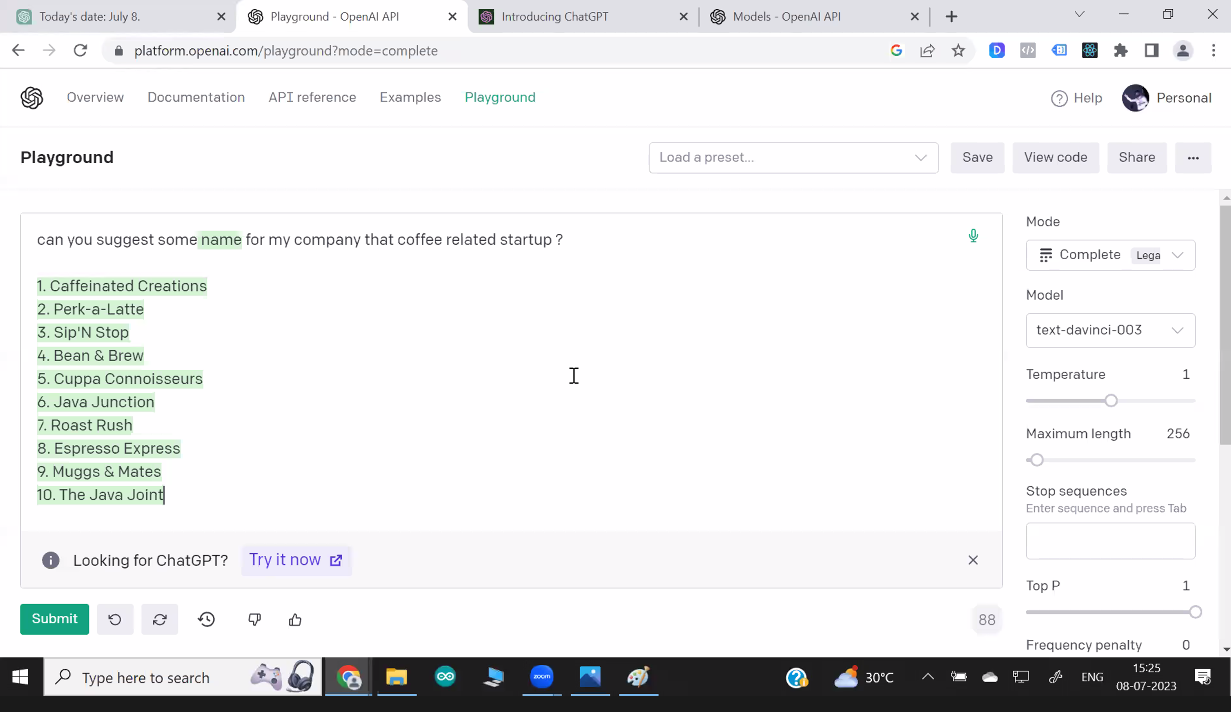 Today's date: July 8.
Playground - OpenAI API
Introducing ChatGPT
Models - OpenAI API
platform.openai.com/playground?mode=complete
Overview
Documentation
API reference
Examples
Playground
Help
Personal
Playground
Load a preset...
Save
View code
Share
can you suggest some name for my company that coffee related startup ?
1. Caffeinated Creations
2. Perk-a-Latte
3. Sip'N Stop
4. Bean & Brew
5. Cuppa Connoisseurs
6. Java Junction
7. Roast Rush
8. Espresso Express
9. Muggs & Mates
10. The Java Joint
Looking for ChatGPT? Try it now
Submit
88
Mode
Complete Lega
Model
text-davinci-003
Temperature 1
Maximum length 256
Stop sequences
Enter sequence and press Tab
Top P 1
Frequency penalty 0
Type here to search
zoom
30°C
ENG
15:25
08-07-2023